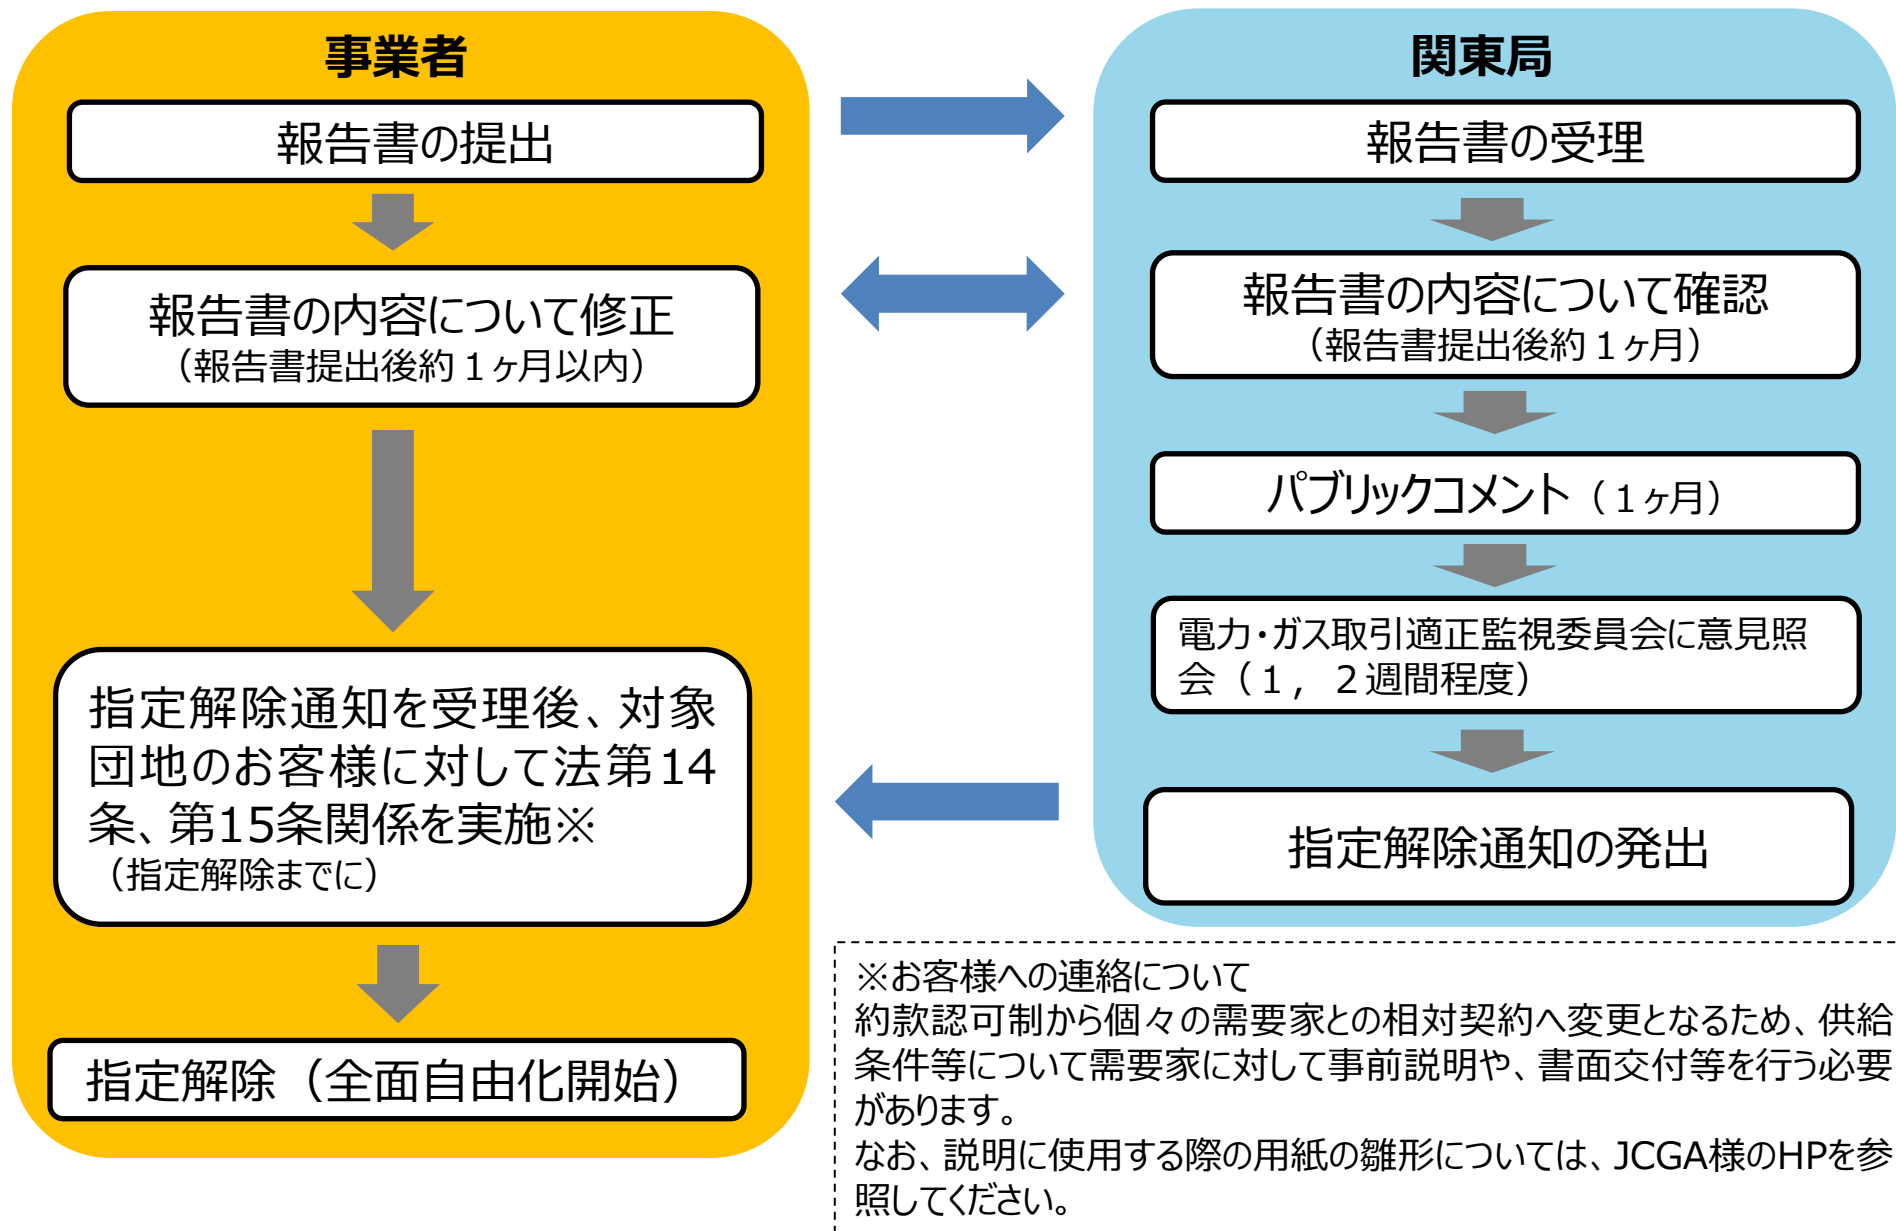 事業者
報告書の提出
報告書の内容について修正
（報告書提出後約１ヶ月以内）
指定解除通知を受理後、対象
団地のお客様に対して法第14
条、第15条関係を実施※
（指定解除までに）
指定解除（全面自由化開始）
関東局
報告書の受理
報告書の内容について確認
（報告書提出後約１ヶ月）
パブリックコメント（１ヶ月）
電力・ガス取引適正監視委員会に意見照
会（１，２週間程度）
指定解除通知の発出
※お客様への連絡について
約款認可制から個々の需要家との相対契約へ変更となるため、供給
条件等について需要家に対して事前説明や、書面交付等を行う必要
があります。
なお、説明に使用する際の用紙の雛形については、JCGA様のHPを参
照してください。